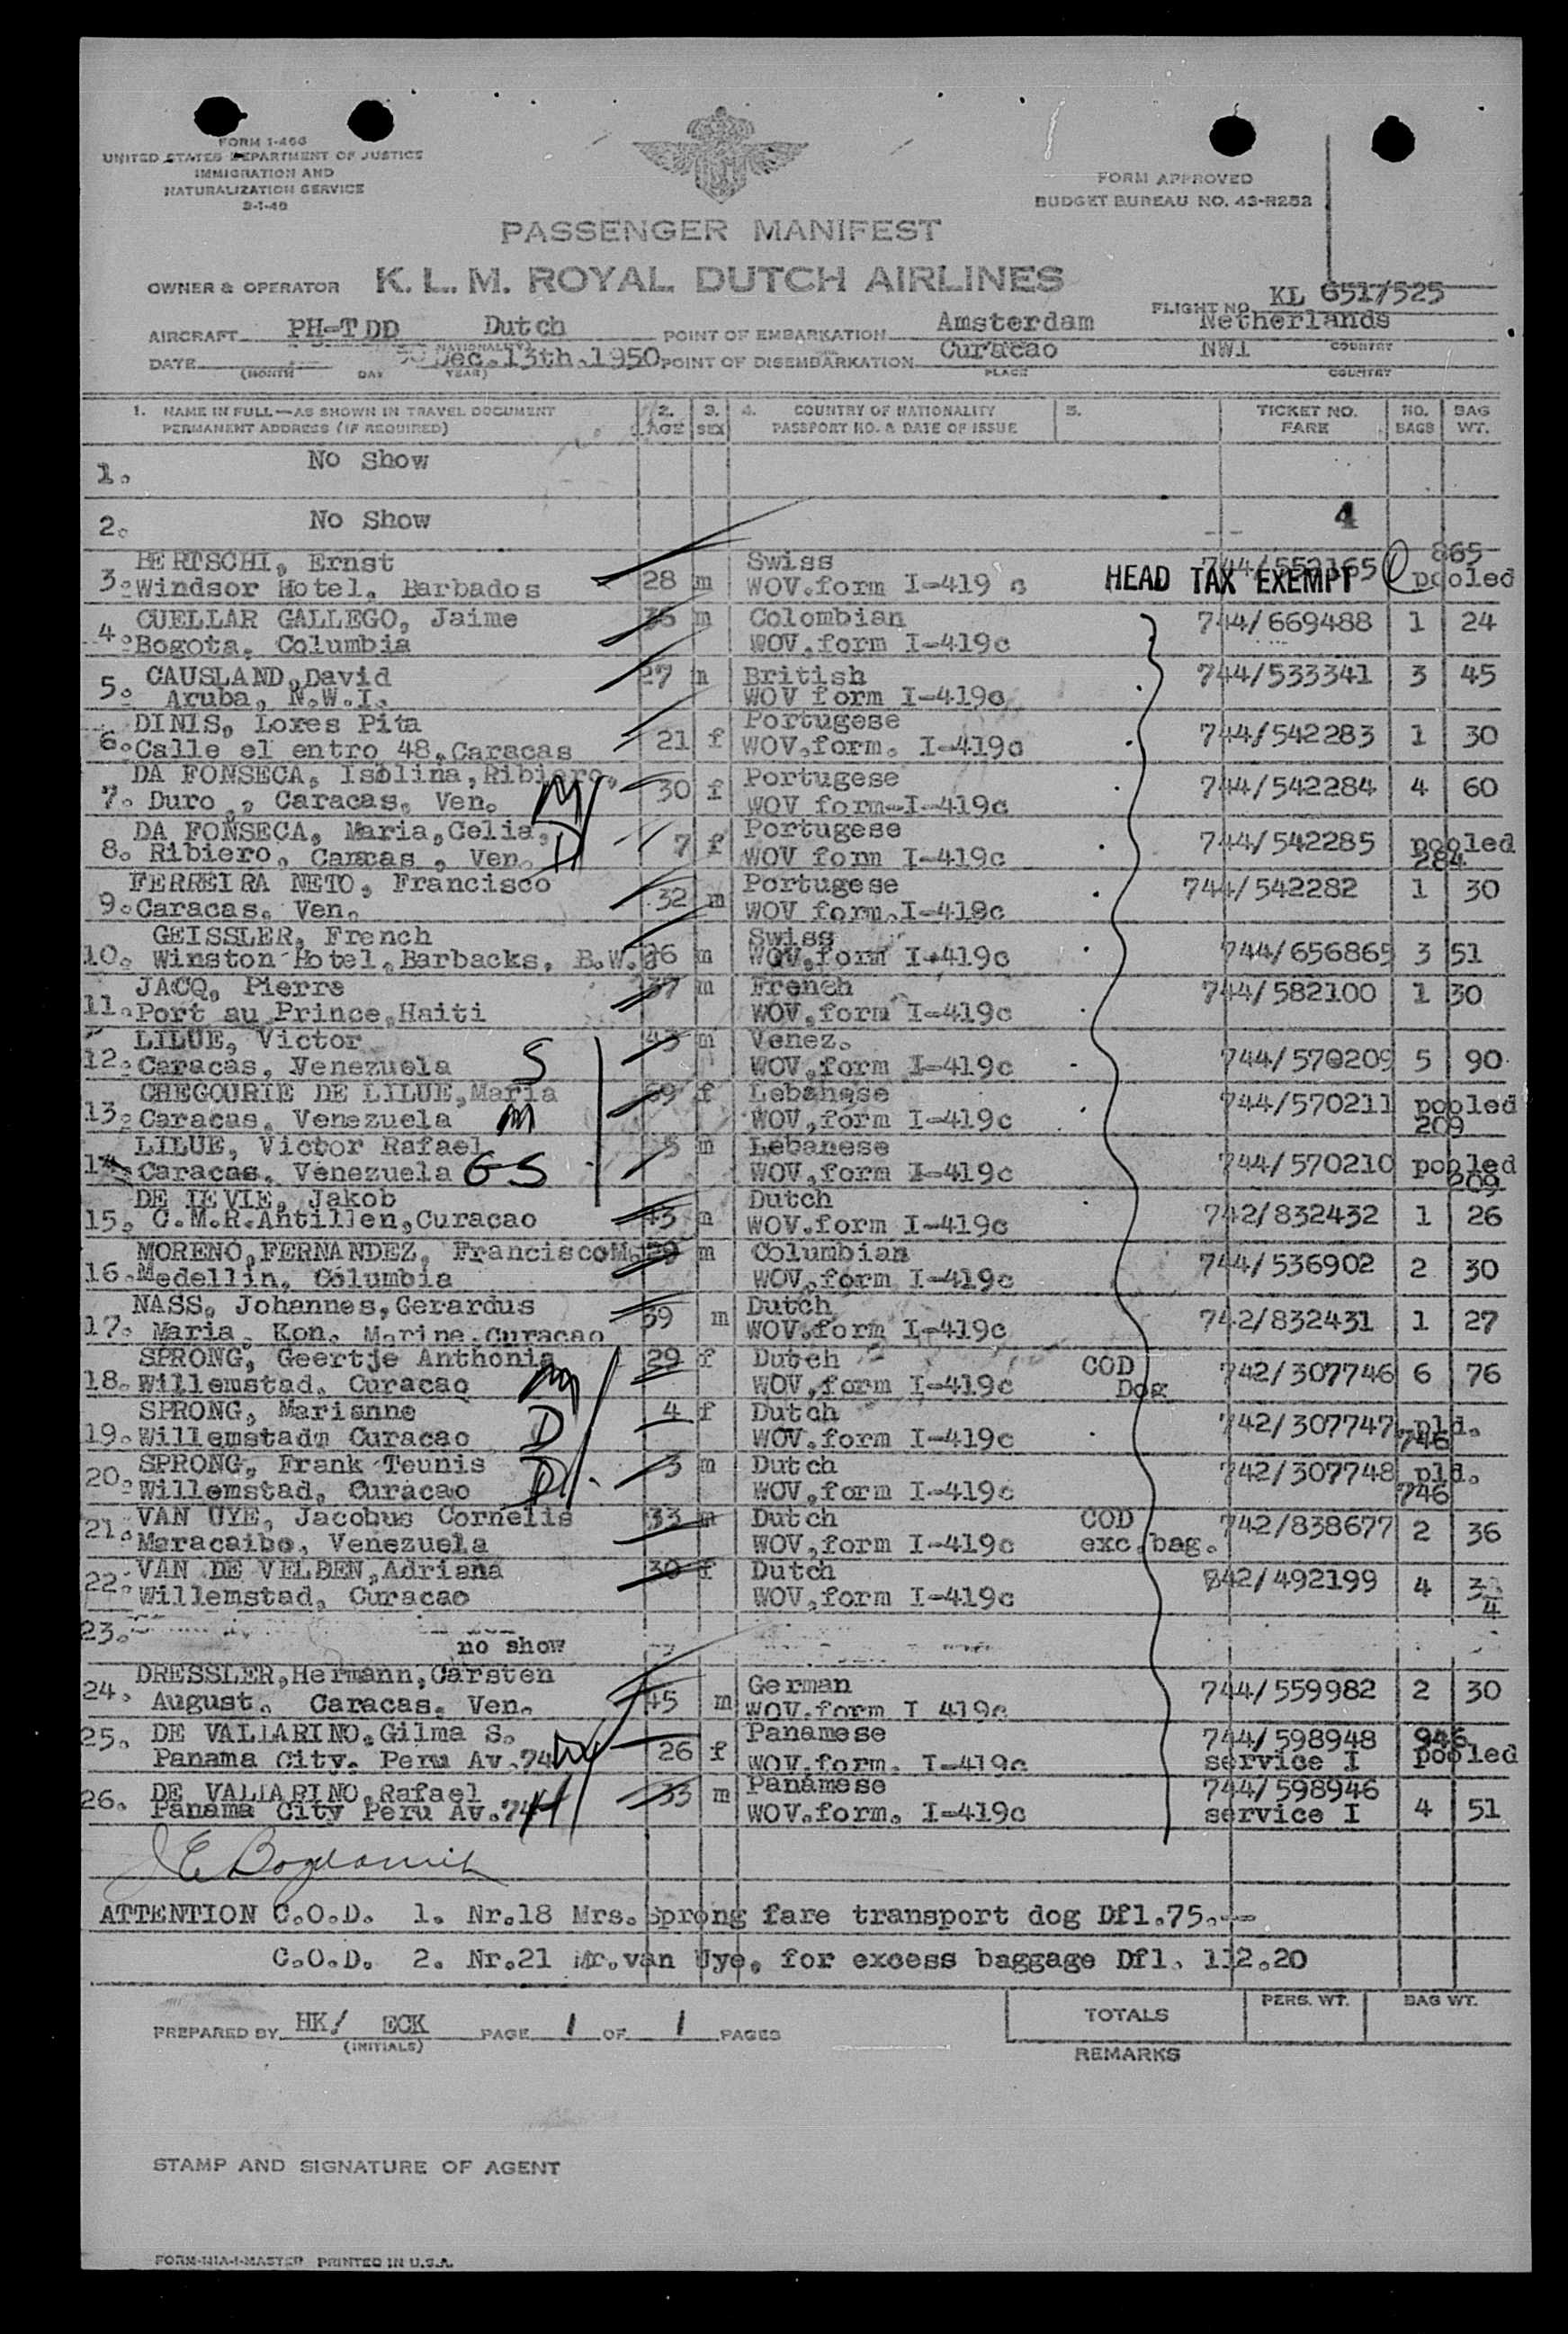 FORM I-466
UNITED STATES DEPARTMENT OF JUSTICE
IMMIGRATION AND
NATURALIZATION SERVICE
FORM APPROVED
BUDGET BUREAU NO. 43-R252
PASSENGER MANIFEST
OWNER & OPERATOR K. L. M. ROYAL DUTCH AIRLINES
FLIGHT NO. KL 651/525
AIRCRAFT PH-TDD Dutch POINT OF EMBARKATION Amsterdam Netherlands
DATE Dec.13th.1950 POINT OF DISEMBARKATION Curacao NWI
(MONTH DAY YEAR) PLACE COUNTRY
1. NAME IN FULL—AS SHOWN IN TRAVEL DOCUMENT 2. 3. 4. COUNTRY OF NATIONALITY 5. TICKET NO. NO. BAG
PERMANENT ADDRESS (IF REQUIRED) AGE SEX PASSPORT NO. & DATE OF ISSUE FARE BAGS WT.
1. No Show
2. No Show 4
BERTSCHI, Ernst Swiss 744/552165 865
3. Windsor Hotel, Barbados 28 m WOV.form I-419 c HEAD TAX EXEMPT pooled
CUELLAR GALLEGO, Jaime m Colombian 744/669488 1 24
4. Bogota, Columbia WOV.form I-419c
CAUSLAND,David 27 m British 744/533341 3 45
5. Aruba, N.W.I. WOV form I-419c
DINIS, Lores Pita Portugese
6. Calle el entro 48,Caracas 21 f WOV.form. I-419c 744/542283 1 30
DA FONSECA, Isolina,Ribiero, 30 f Portugese 744/542284 4 60
7. Duro ,, Caracas, Ven. M WOV form-I-419c
DA FONSECA, Maria,Celia, 7 f Portugese 744/542285 pooled
8. Ribiero, Caracas , Ven. D WOV form I-419c 284
FERREIRA NETO, Francisco 32 m Portugese 744/542282 1 30
9. Caracas, Ven. WOV form.I-419c
GEISSLER, French Swiss
10. Winston Hotel,Barbacks, B.W. m WOV.form I-419c 744/656865 3 51
JACQ, Pierre 37 m French 744/582100 1 30
11. Port au Prince,Haiti WOV.form I-419c
LILUE, Victor 43 m Venez.
12. Caracas, Venezuela S WOV.form I-419c 744/570209 5 90
CHEGOURIE DE LILUE,Maria f Lebanese 744/570211 pooled
13. Caracas, Venezuela M WOV.form I-419c 209
LILUE, Victor Rafael m Lebanese 744/570210 pooled
14. Caracas, Venezuela GS WOV.form I-419c 209
DE LEVIE, Jakob Dutch
15. C.M.R.Antillen,Curacao 43 m WOV.form I-419c 742/832432 1 26
MORENO,FERNANDEZ, FranciscoM. 29 m Columbian 744/536902 2 30
16. Medellin, Columbia WOV.form I-419c
NASS, Johannes,Gerardus 39 m Dutch 742/832431 1 27
17. Maria, Kon. Marine.Curacao WOV.form I-419c
SPRONG, Geertje Anthonia 29 f Dutch COD 742/307746 6 76
18. Willemstad, Curacao M WOV.form I-419c Dog
SPRONG, Marianne 4 f Dutch 742/307747 pld.
19. Willemstadm Curacao D WOV.form I-419c 746
SPRONG, Frank Teunis 3 m Dutch 742/307748 pld.
20. Willemstad, Curacao D WOV.form I-419c 746
VAN UYE, Jacobus Cornelis 33 m Dutch COD 742/838677 2 36
21. Maracaibo, Venezuela WOV.form I-419c exc.bag.
VAN DE VELDEN,Adriana 30 f Dutch 842/492199 4
22. Willemstad, Curacao WOV.form I-419c
23. no show
DRESSLER,Hermann,Carsten 45 m German 744/559982 2 30
24. August, Caracas, Ven. WOV.form I 419c
25. DE VALLARINO,Gilma S. 26 f Panamese 744/598948 946
Panama City, Peru Av.74 W WOV.form. I-419c service I pooled
26. DE VALLARINO,Rafael 33 m Panamese 744/598946
Panama City Peru Av.74 H WOV.form. I-419c service I 4 51
ATTENTION C.O.D. 1. Nr.18 Mrs.Sprong fare transport dog Dfl.75.--
C.O.D. 2. Nr.21 Mr.van Uye, for excess baggage Dfl. 112.20
PREPARED BY HK/ ECK PAGE 1 OF 1 PAGES TOTALS PERS. WT. BAG WT.
(INITIALS)
REMARKS
STAMP AND SIGNATURE OF AGENT
FORM-NIA-I-MASTER PRINTED IN U.S.A.